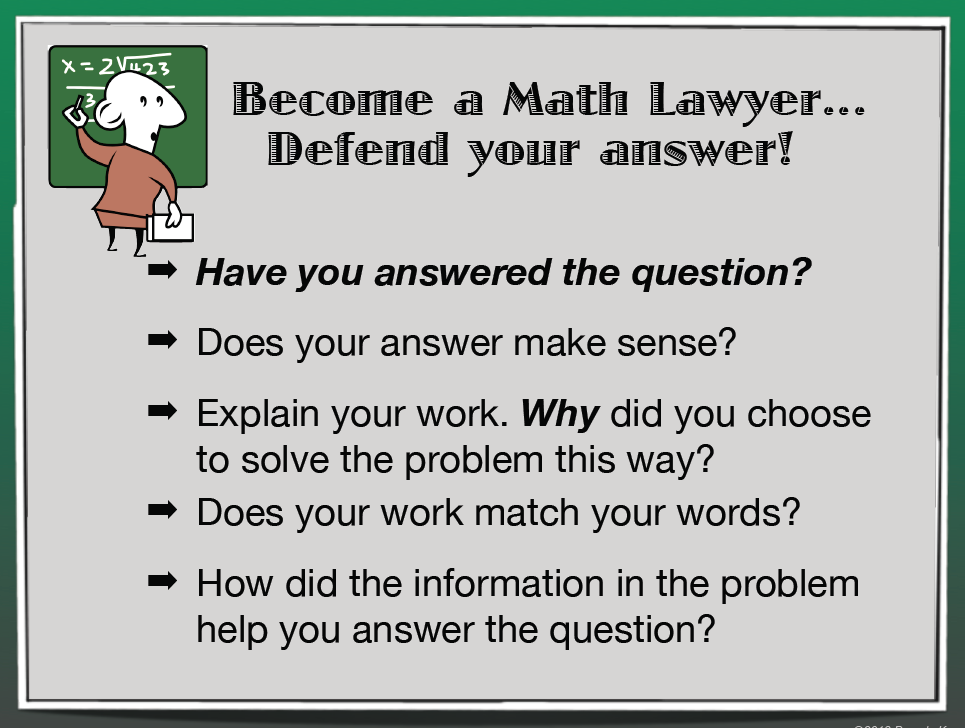 x = 2√423
3
Become a Math Lawyer...
Defend your answer!
➡ Have you answered the question?
➡ Does your answer make sense?
➡ Explain your work. Why did you choose
to solve the problem this way?
➡ Does your work match your words?
➡ How did the information in the problem
help you answer the question?